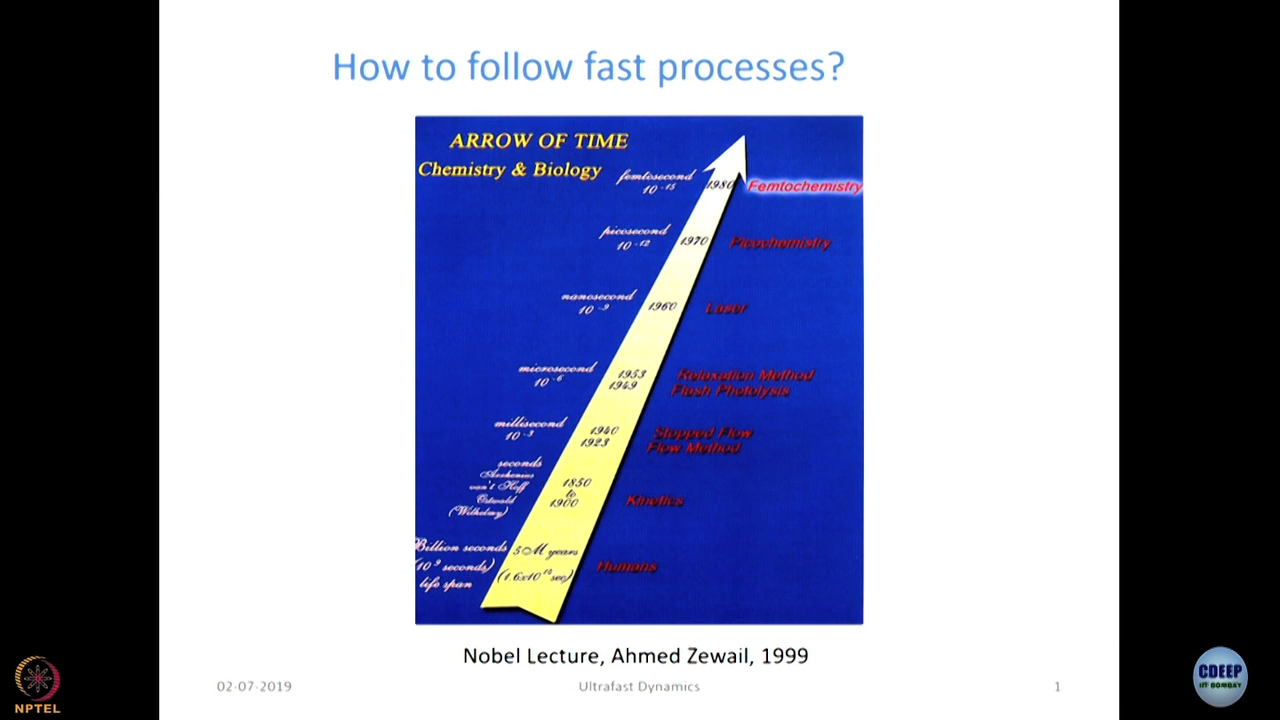 How to follow fast processes?
ARROW OF TIME
Chemistry & Biology
femtosecond
10 -15
1980
Femtochemistry
picosecond
10 -12
1970
Picochemistry
nanosecond
10 -9
1960
Laser
microsecond
10 -6
1953
1949
Relaxation Method
Flash Photolysis
millisecond
10 -3
1940
1923
Stopped Flow
Flow Method
seconds
Arrhenius
van't Hoff
Ostwald
(Wilhelmy)
1850
to
1900
Kinetics
Billion seconds
(10 9 seconds)
life span
5 M years
Humans
Nobel Lecture, Ahmed Zewail, 1999
02-07-2019
Ultrafast Dynamics
1
NPTEL
CDEEP
IIT BOMBAY